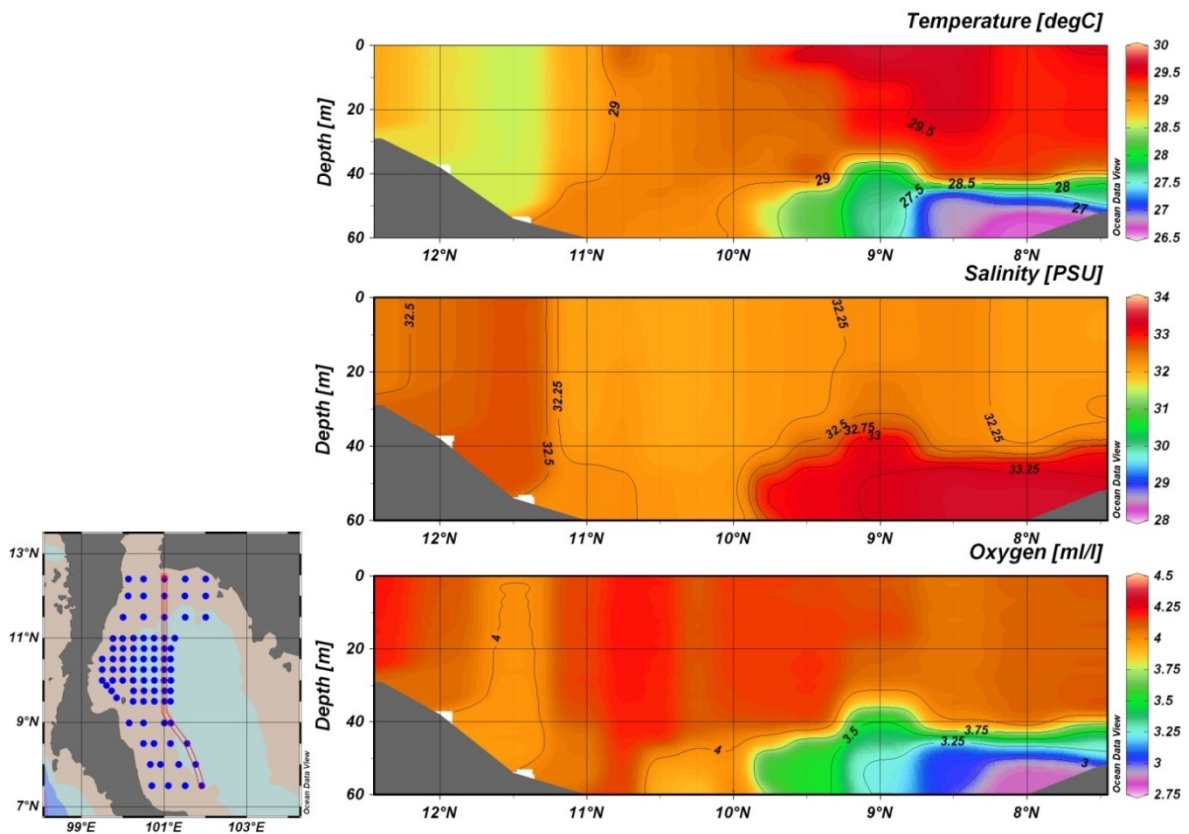 Temperature [degC]
0
20
40
60
Depth [m]
29
29
29.5
28.5
28
27.5
27
12°N
11°N
10°N
9°N
8°N
Ocean Data View
30
29.5
29
28.5
28
27.5
27
26.5
Salinity [PSU]
0
20
40
60
Depth [m]
32.5
32.25
32.5
32.25
32.5
32.75
33
32.25
33.25
12°N
11°N
10°N
9°N
8°N
Ocean Data View
34
33
32
31
30
29
28
Oxygen [ml/l]
0
20
40
60
Depth [m]
4
4
3.5
3.75
3.25
3
12°N
11°N
10°N
9°N
8°N
Ocean Data View
4.5
4.25
4
3.75
3.5
3.25
3
2.75
13°N
11°N
9°N
7°N
99°E
101°E
103°E
Ocean Data View